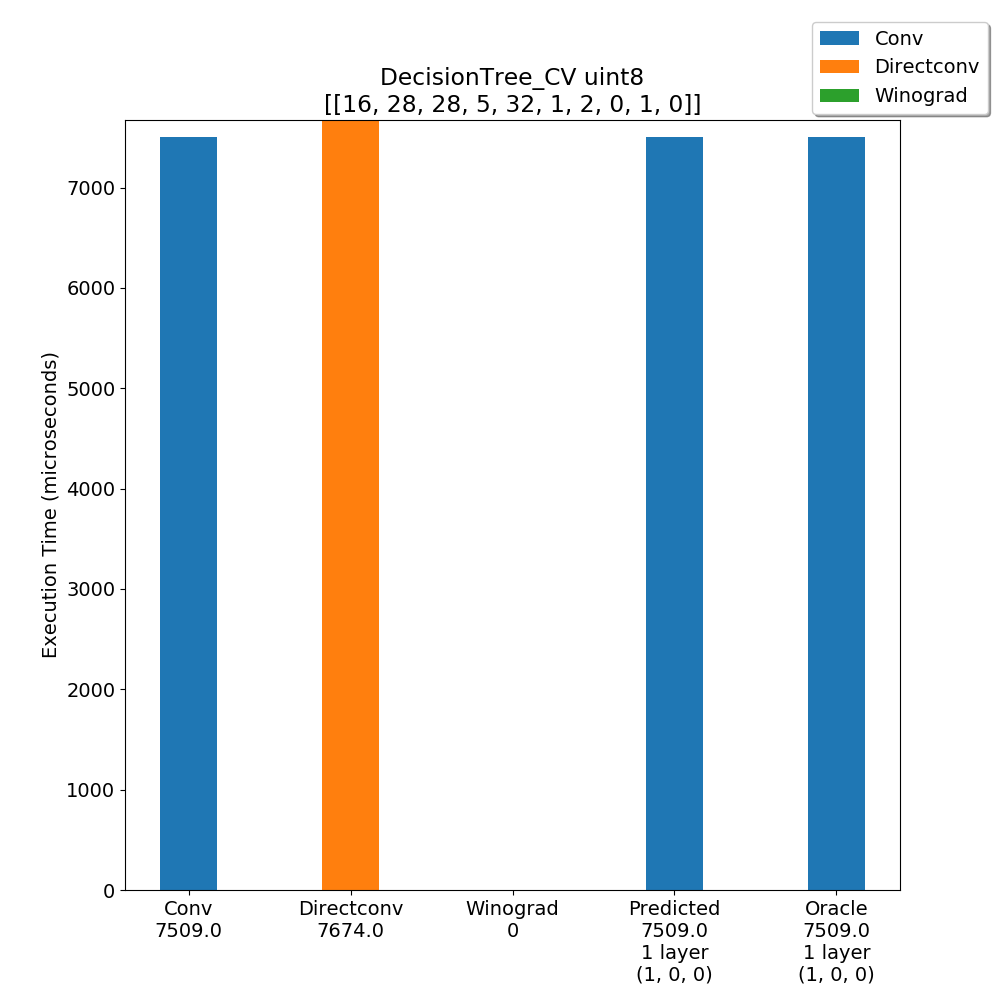 Conv
Directconv
Winograd
DecisionTree_CV uint8
[[16, 28, 28, 5, 32, 1, 2, 0, 1, 0]]
Execution Time (microseconds)
7000
6000
5000
4000
3000
2000
1000
0
Conv
7509.0
Directconv
7674.0
Winograd
0
Predicted
7509.0
1 layer
(1, 0, 0)
Oracle
7509.0
1 layer
(1, 0, 0)